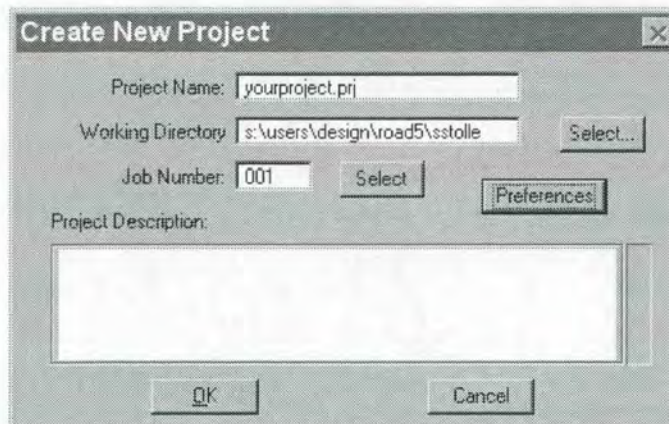 Create New Project
Project Name: yourproject.prj
Working Directory s:\users\design\road5\sstolle Select...
Job Number: 001 Select
Preferences
Project Description:
OK Cancel